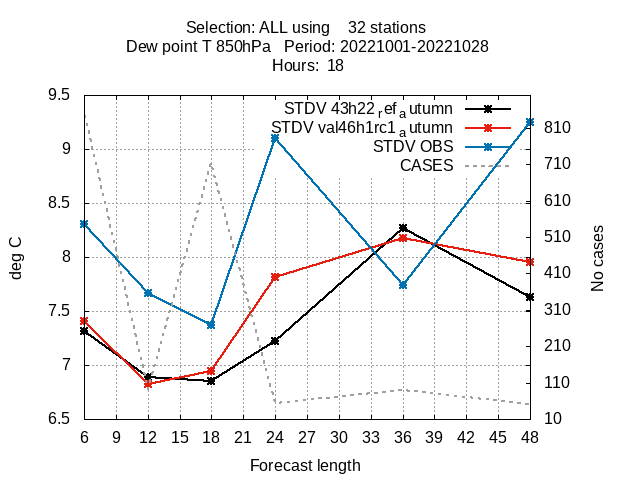 Selection: ALL using 32 stations
Dew point T 850hPa Period: 20221001-20221028
Hours: 18
STDV 43h22ref autumn
STDV val46h1rc1autumn
STDV OBS
CASES
9.5
9
8.5
8
7.5
7
6.5
deg C
810
710
610
510
410
310
210
110
10
No cases
6 9 12 15 18 21 24 27 30 33 36 39 42 45 48
Forecast length